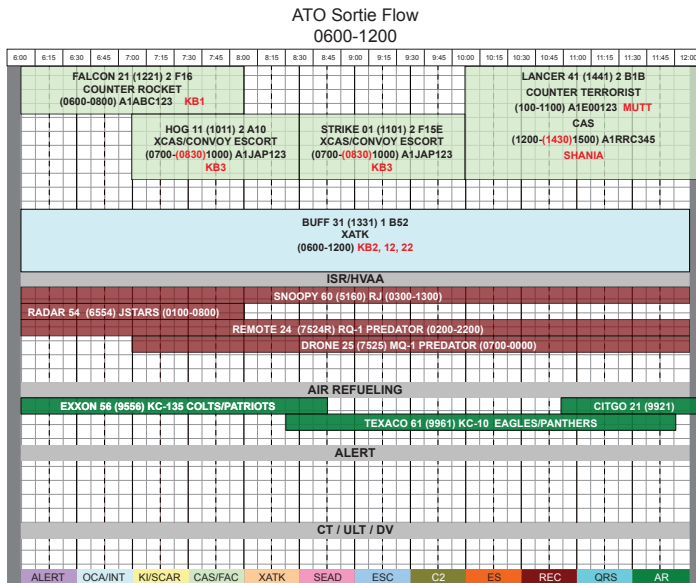 ATO Sortie Flow
0600-1200
6:00 6:15 6:30 6:45 7:00 7:15 7:30 7:45 8:00 8:15 8:30 8:45 9:00 9:15 9:30 9:45 10:00 10:15 10:30 10:45 11:00 11:15 11:30 11:45 12:00
FALCON 21 (1221) 2 F16
COUNTER ROCKET
(0600-0800) A1ABC123 KB1
LANCER 41 (1441) 2 B1B
COUNTER TERRORIST
(100-1100) A1E00123 MUTT
CAS
(1200-(1430)1500) A1RRC345
SHANIA
HOG 11 (1011) 2 A10
XCAS/CONVOY ESCORT
(0700-(0830)1000) A1JAP123
KB3
STRIKE 01 (1101) 2 F15E
XCAS/CONVOY ESCORT
(0700-(0830)1000) A1JAP123
KB3
BUFF 31 (1331) 1 B52
XATK
(0600-1200) KB2, 12, 22
ISR/HVAA
SNOOPY 60 (5160) RJ (0300-1300)
RADAR 54 (6554) JSTARS (0100-0800)
REMOTE 24 (7524R) RQ-1 PREDATOR (0200-2200)
DRONE 25 (7525) MQ-1 PREDATOR (0700-0000)
AIR REFUELING
EXXON 56 (9556) KC-135 COLTS/PATRIOTS
CITGO 21 (9921)
TEXACO 61 (9961) KC-10 EAGLES/PANTHERS
ALERT
CT / ULT / DV
ALERT OCA/INT KI/SCAR CAS/FAC XATK SEAD ESC C2 ES REC QRS AR